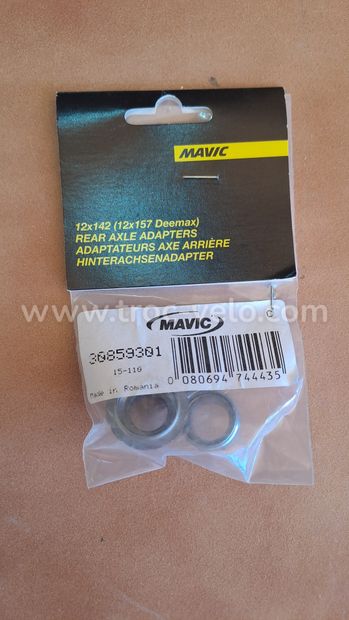 MAVIC
12x142 (12x157 Deemax)
REAR AXLE ADAPTERS
ADAPTATEURS AXE ARRIÈRE
HINTERACHSENADAPTER
www.troc-velo.com
MAVIC
30859301
15-116
Made in Romania
0 080694 744435